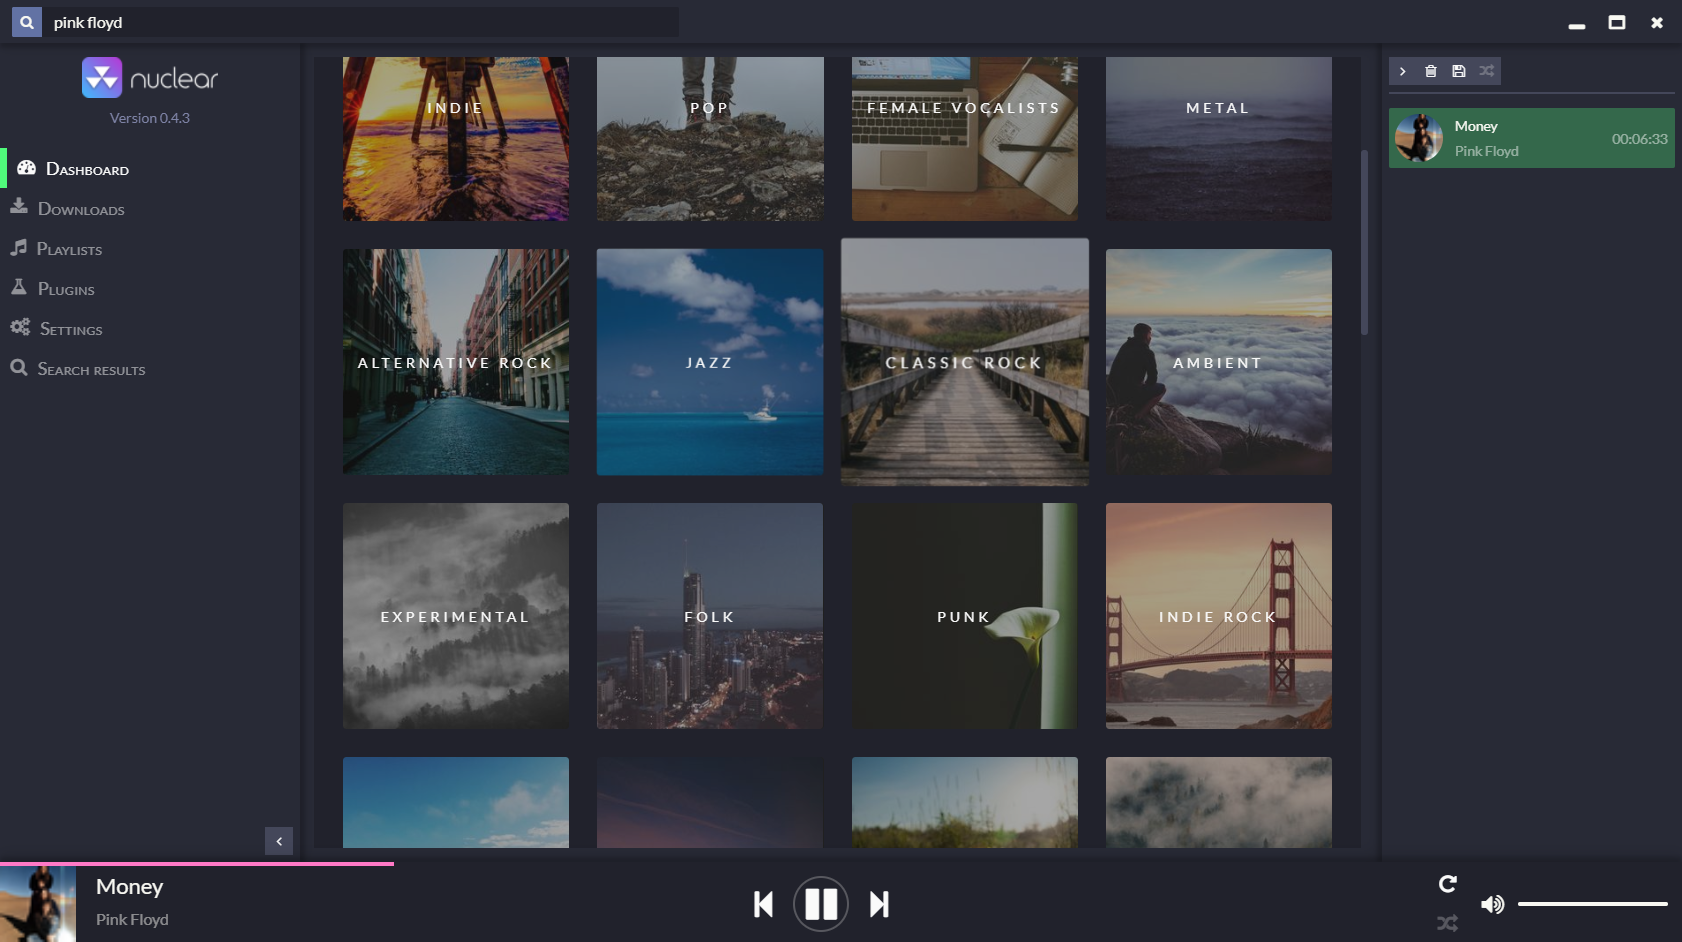 pink floyd
nuclear
Version 0.4.3
Dashboard
Downloads
Playlists
Plugins
Settings
Search results
INDIE
POP
FEMALE VOCALISTS
METAL
ALTERNATIVE ROCK
JAZZ
CLASSIC ROCK
AMBIENT
EXPERIMENTAL
FOLK
PUNK
INDIE ROCK
Money
Pink Floyd
00:06:33
Money
Pink Floyd